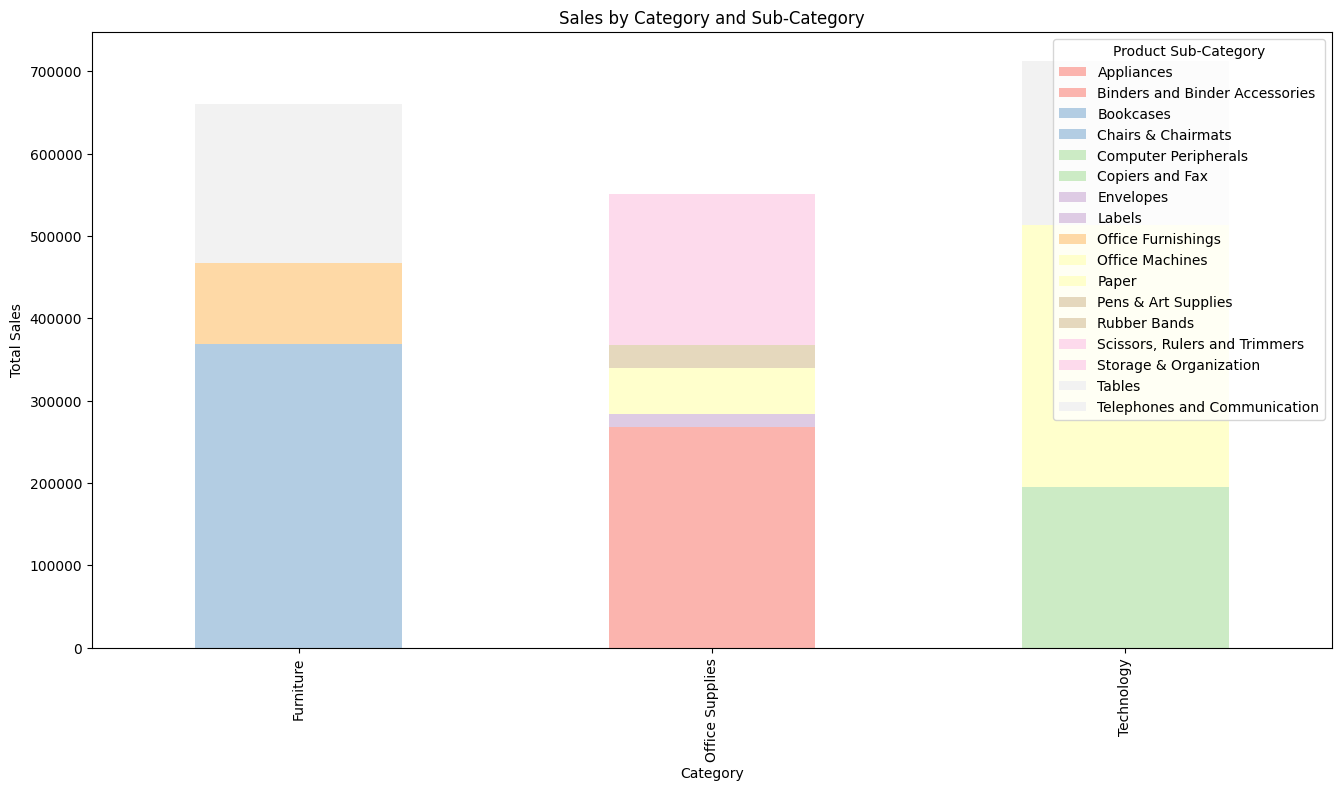 Sales by Category and Sub-Category
Product Sub-Category
Appliances
Binders and Binder Accessories
Bookcases
Chairs & Chairmats
Computer Peripherals
Copiers and Fax
Envelopes
Labels
Office Furnishings
Office Machines
Paper
Pens & Art Supplies
Rubber Bands
Scissors, Rulers and Trimmers
Storage & Organization
Tables
Telephones and Communication
Total Sales
700000
600000
500000
400000
300000
200000
100000
0
Furniture
Office Supplies
Technology
Category